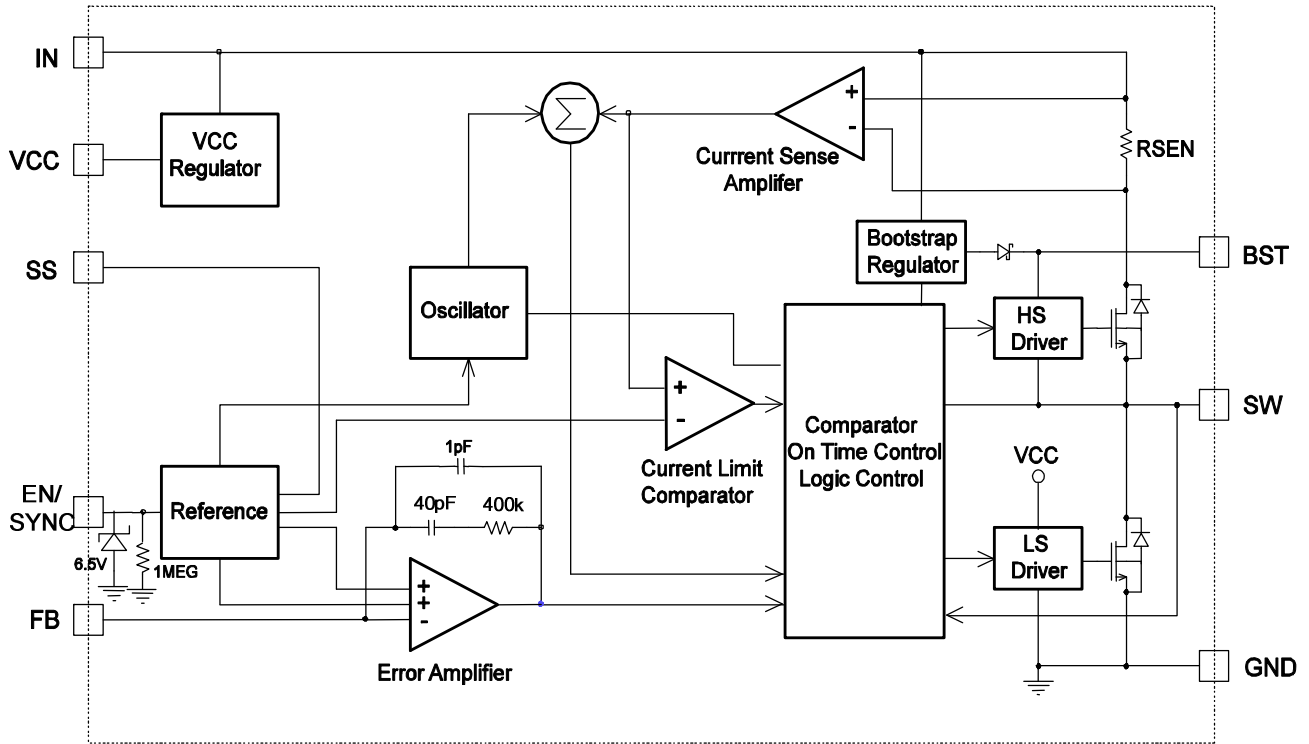 IN
VCC
Regulator
VCC
Σ
+
-
Currrent Sense
Amplifer
RSEN
Bootstrap
Regulator
BST
SS
Oscillator
HS
Driver
+
-
Current Limit
Comparator
Comparator
On Time Control
Logic Control
SW
1pF
40pF
400k
VCC
EN/
SYNC
Reference
6.5V
1MEG
LS
Driver
+
+
-
FB
Error Amplifier
GND